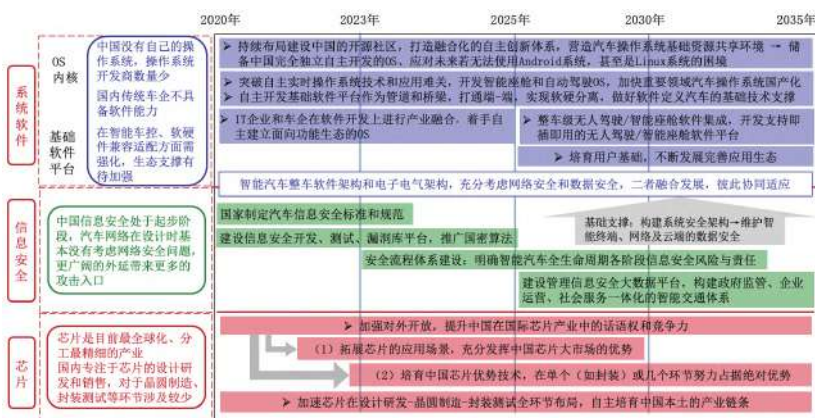 2020年 2023年 2025年 2030年 2035年
系统软件
OS
内核
基础
软件
平台
中国没有自己的操
作系统，操作系统
开发商数量少
国内传统车企不具
备软件能力
在智能车控、软硬
件兼容适配方面需
强化，生态支撑有
待加强
➤ 持续布局建设中国的开源社区，打造融合化的自主创新体系，营造汽车操作系统基础资源共享环境 → 储
备中国完全独立自主开发的OS，应对未来若无法使用Android系统，甚至是Linux系统的困境
➤ 突破自主实时操作系统技术和应用难关，开发智能座舱和自动驾驶OS，加快重要领域汽车操作系统国产化
➤ 自主开发基础软件平台作为管道和桥梁，打通端-端，实现软硬分离，做好软件定义汽车的基础技术支撑
➤ IT企业和车企在软件开发上进行产业融合，着手自
主建立面向功能生态的OS
➤ 整车级无人驾驶/智能座舱软件集成，开发支持即
插即用的无人驾驶/智能座舱软件平台
➤ 培育用户基础，不断发展完善应用生态
智能汽车整车软件架构和电子电气架构，充分考虑网络安全和数据安全，二者融合发展，彼此协同适应
信息安全
中国信息安全处于起步阶
段，汽车网络在设计时基
本没有考虑网络安全问题，
更广阔的外延带来更多的
攻击入口
国家制定汽车信息安全标准和规范
建设信息安全开发、测试、漏洞库平台，推广国密算法
基础支撑：构建系统安全架构→维护智
能终端、网络及云端的数据安全
安全流程体系建设：明确智能汽车全生命周期各阶段信息安全风险与责任
建设管理信息安全大数据平台，构建政府监管、企业
运营、社会服务一体化的智能交通体系
芯片
芯片是目前最全球化、分
工最精细的产业
国内专注于芯片的设计研
发和销售，对于晶圆制造、
封装测试等环节涉及较少
➤ 加强对外开放，提升中国在国际芯片产业中的话语权和竞争力
（1）拓展芯片的应用场景，充分发挥中国芯片大市场的优势
（2）培育中国芯片优势技术，在单个（如封装）或几个环节努力占据绝对优势
➤ 加速芯片在设计研发-晶圆制造-封装测试全环节布局，自主培育中国本土的产业链条